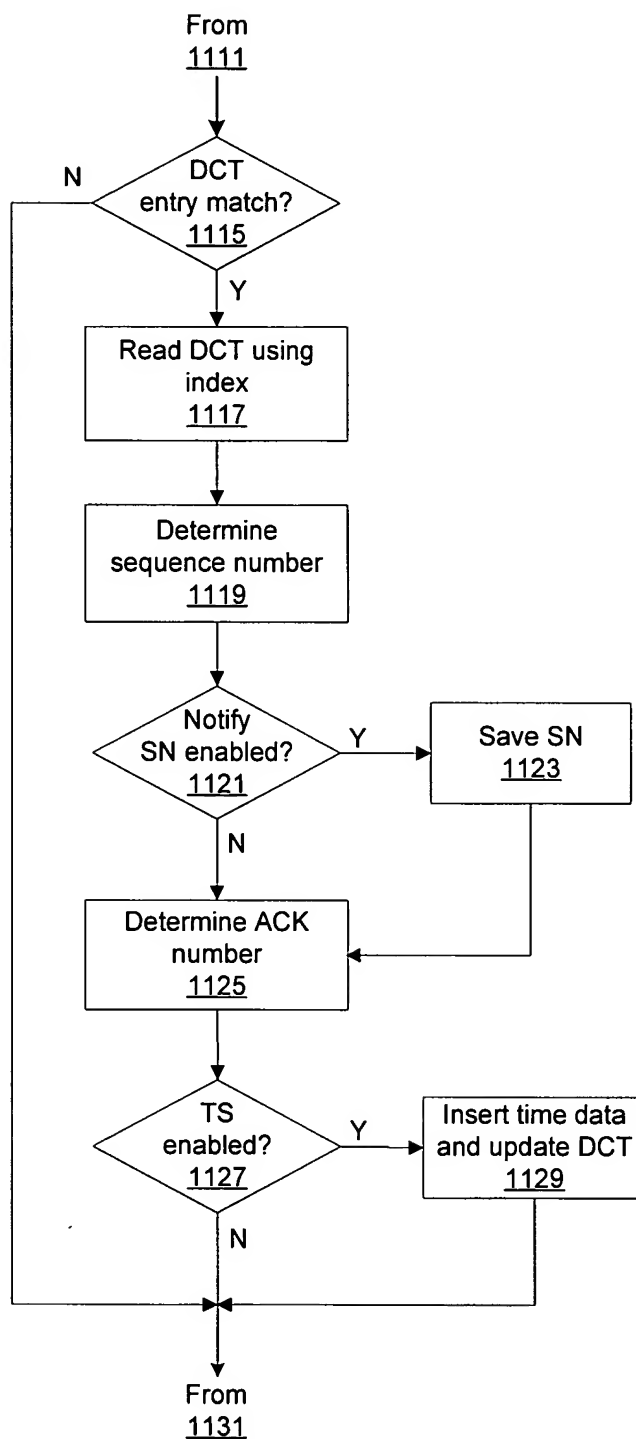 From
1111
DCT
entry match?
1115
N
Y
Read DCT using
index
1117
Determine
sequence number
1119
Notify
SN enabled?
1121
Y
Save SN
1123
N
Determine ACK
number
1125
TS
enabled?
1127
Y
Insert time data
and update DCT
1129
N
From
1131